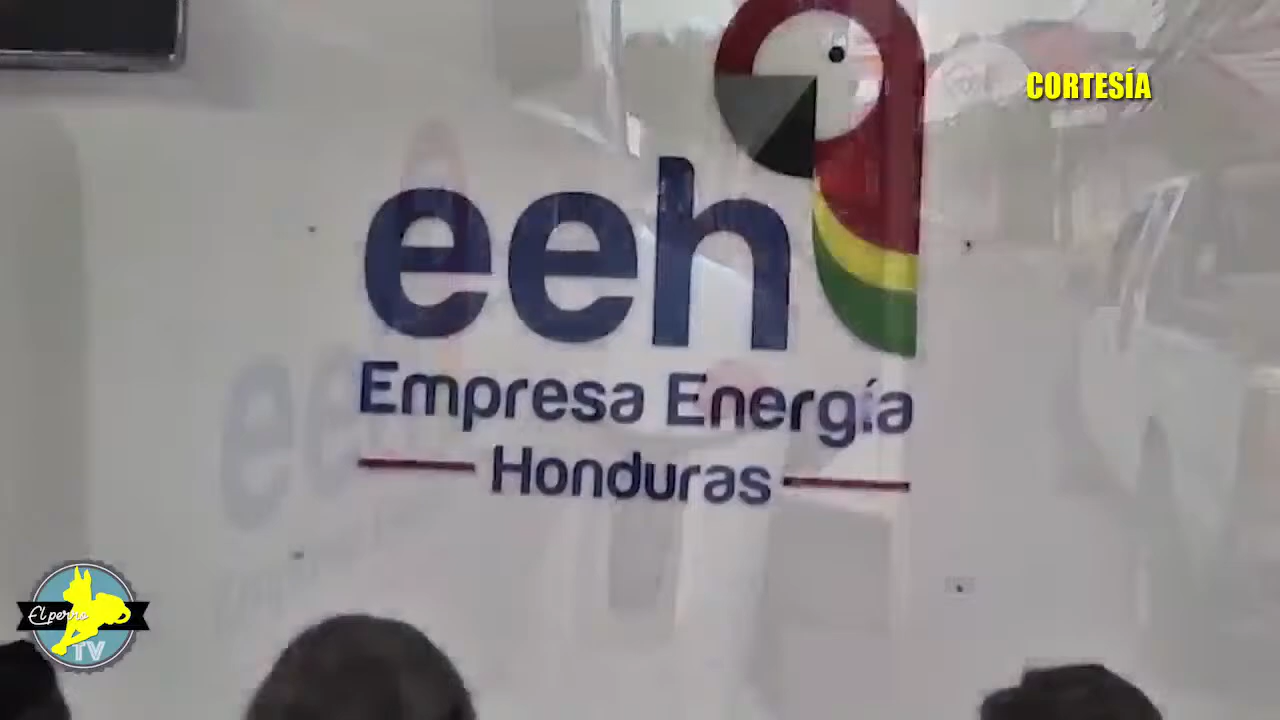 CORTESÍA
eeh
Empresa Energía
Honduras
El perro
TV